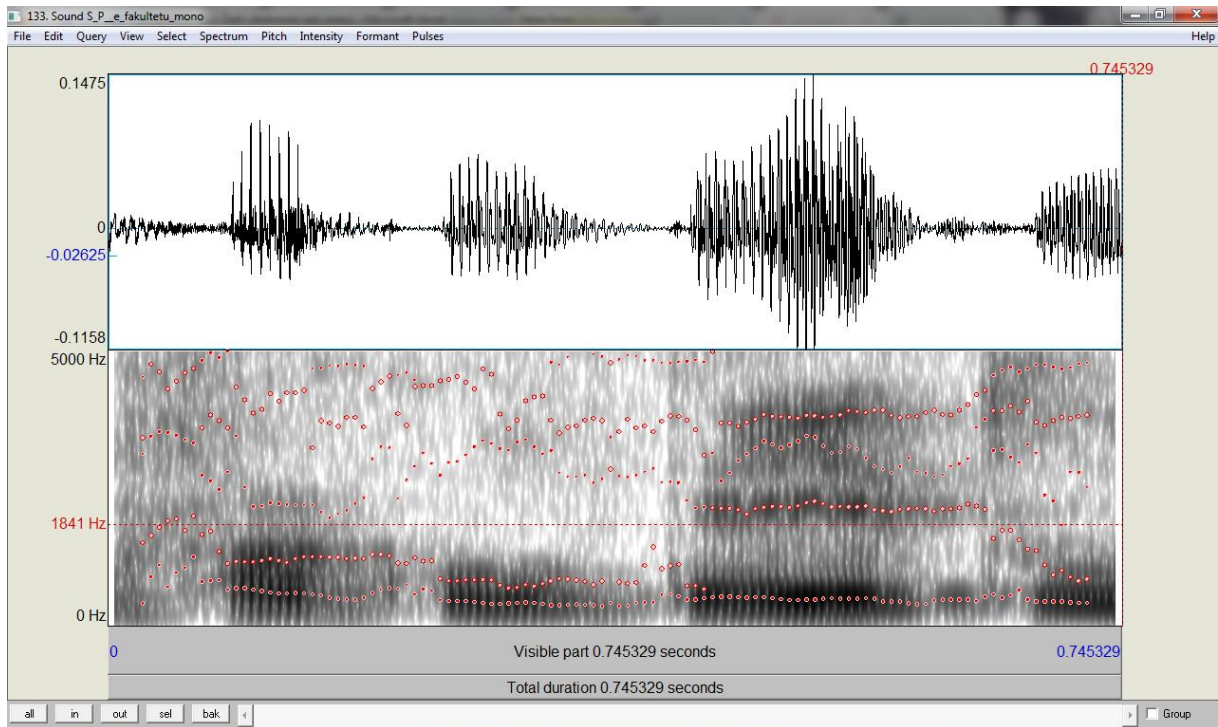 133. Sound S_P__e_fakultetu_mono
File Edit Query View Select Spectrum Pitch Intensity Formant Pulses Help
0.745329
0.1475
0
-0.02625
-0.1158
5000 Hz
1841 Hz
0 Hz
0 Visible part 0.745329 seconds 0.745329
Total duration 0.745329 seconds
all in out sel bak Group